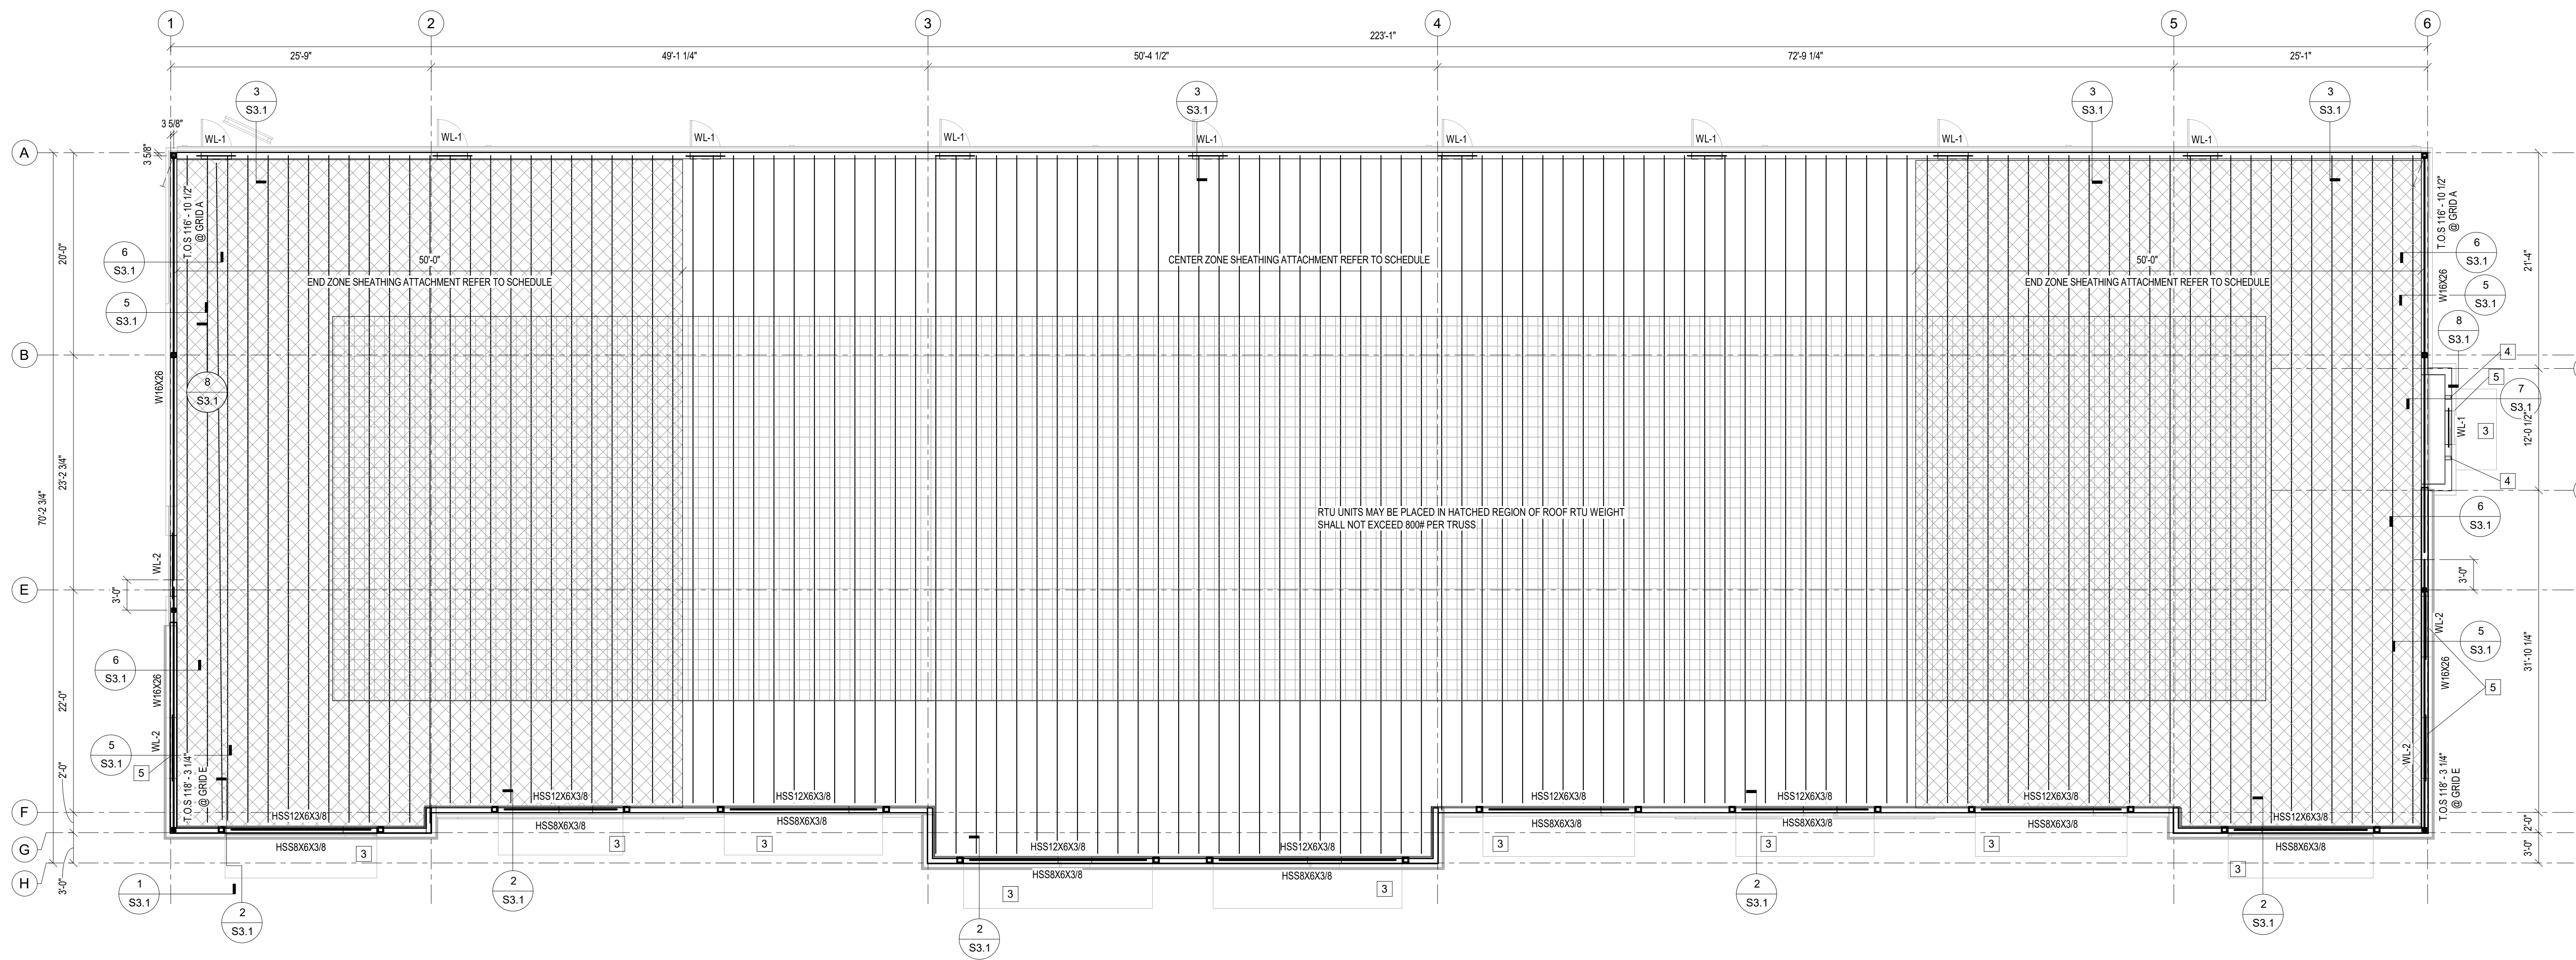 1
2
3
4
5
6
223'-1"
25'-9"
49'-1 1/4"
50'-4 1/2"
72'-9 1/4"
25'-1"
3
S3.1
3
S3.1
3
S3.1
3
S3.1
3 5/8"
3 5/8"
WL-1
WL-1
WL-1
WL-1
WL-1
WL-1
WL-1
WL-1
WL-1
A
B
E
F
G
H
20'-0"
23'-2 3/4"
70'-2 3/4"
22'-0"
2'-0"
3'-0"
3'-0"
T.O.S 116' - 10 1/2"
@ GRID A
6
S3.1
5
S3.1
W16X26
8
S3.1
50'-0"
END ZONE SHEATHING ATTACHMENT REFER TO SCHEDULE
CENTER ZONE SHEATHING ATTACHMENT REFER TO SCHEDULE
50'-0"
END ZONE SHEATHING ATTACHMENT REFER TO SCHEDULE
RTU UNITS MAY BE PLACED IN HATCHED REGION OF ROOF RTU WEIGHT
SHALL NOT EXCEED 800# PER TRUSS
WL-2
6
S3.1
W16X26
WL-2
5
S3.1
5
T.O.S 118' - 3 1/4"
@ GRID E
T.O.S 116' - 10 1/2"
@ GRID A
6
S3.1
W16X26
5
S3.1
8
S3.1
4
5
7
S3.1
WL-1
3
4
21'-4"
12'-0 1/2"
6
S3.1
3'-0"
WL-2
5
S3.1
W16X26
5
31'-10 1/4"
WL-2
T.O.S 118' - 3 1/4"
@ GRID E
2'-0"
3'-0"
HSS12X6X3/8
HSS8X6X3/8
3
HSS12X6X3/8
HSS8X6X3/8
3
HSS12X6X3/8
HSS8X6X3/8
3
HSS12X6X3/8
HSS8X6X3/8
3
HSS12X6X3/8
HSS8X6X3/8
3
HSS12X6X3/8
HSS8X6X3/8
3
HSS12X6X3/8
HSS8X6X3/8
3
HSS12X6X3/8
HSS8X6X3/8
3
HSS12X6X3/8
HSS8X6X3/8
3
1
S3.1
2
S3.1
2
S3.1
2
S3.1
2
S3.1
2
S3.1